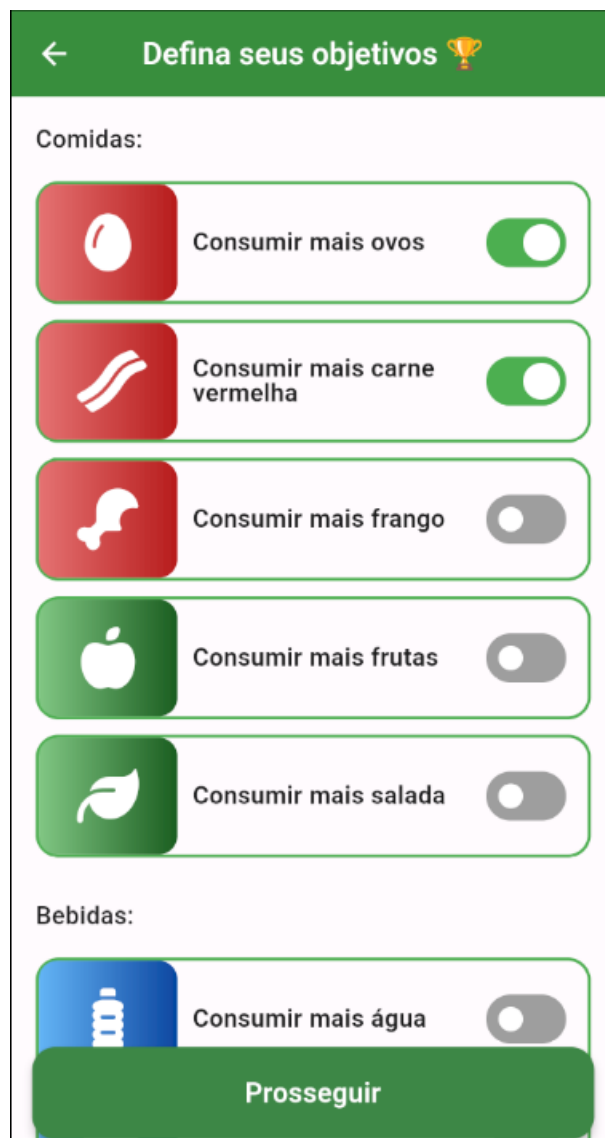 Defina seus objetivos 🏆
Comidas:
Consumir mais ovos
Consumir mais carne
vermelha
Consumir mais frango
Consumir mais frutas
Consumir mais salada
Bebidas:
Consumir mais água
Prosseguir